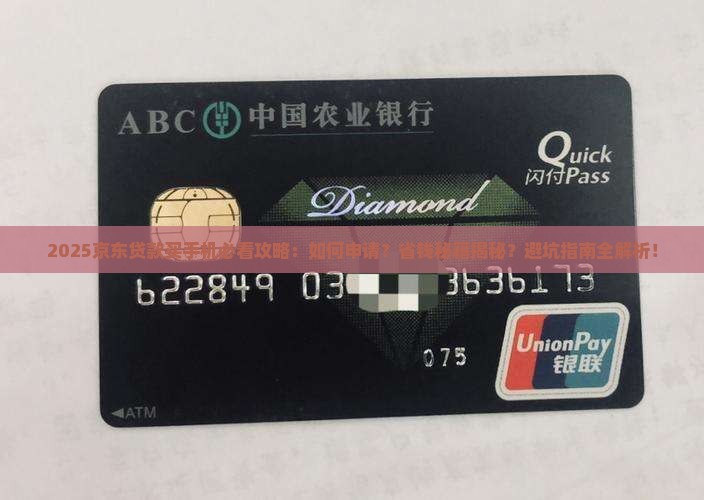 ABC 中国农业银行
Quick
闪付Pass
Diamond
2025京东贷款买手机必看攻略：如何申请？省钱揭秘？避坑指南全解析！
622849 03 3636173
075
UnionPay
银联
◀ATM